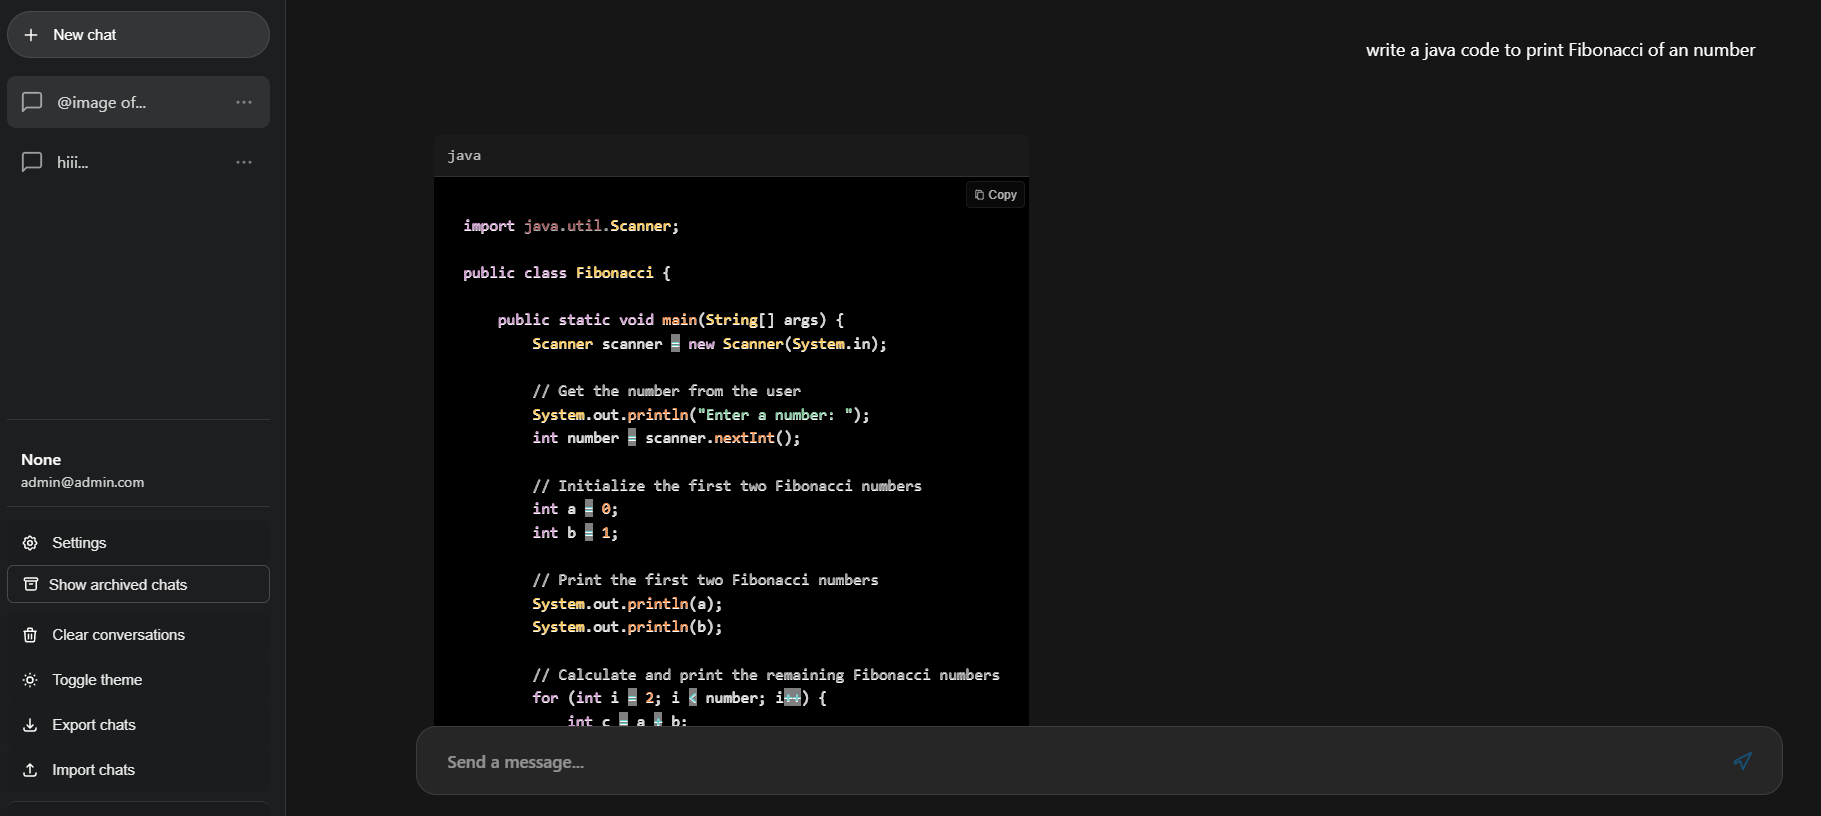 New chat
@image of...
hiii...
None
admin@admin.com
Settings
Show archived chats
Clear conversations
Toggle theme
Export chats
Import chats
write a java code to print Fibonacci of an number
java
Copy
import java.util.Scanner;
public class Fibonacci {
public static void main(String[] args) {
Scanner scanner = new Scanner(System.in);
// Get the number from the user
System.out.println("Enter a number: ");
int number = scanner.nextInt();
// Initialize the first two Fibonacci numbers
int a = 0;
int b = 1;
// Print the first two Fibonacci numbers
System.out.println(a);
System.out.println(b);
// Calculate and print the remaining Fibonacci numbers
for (int i = 2; i < number; i++) {
int c = a + b;
Send a message...